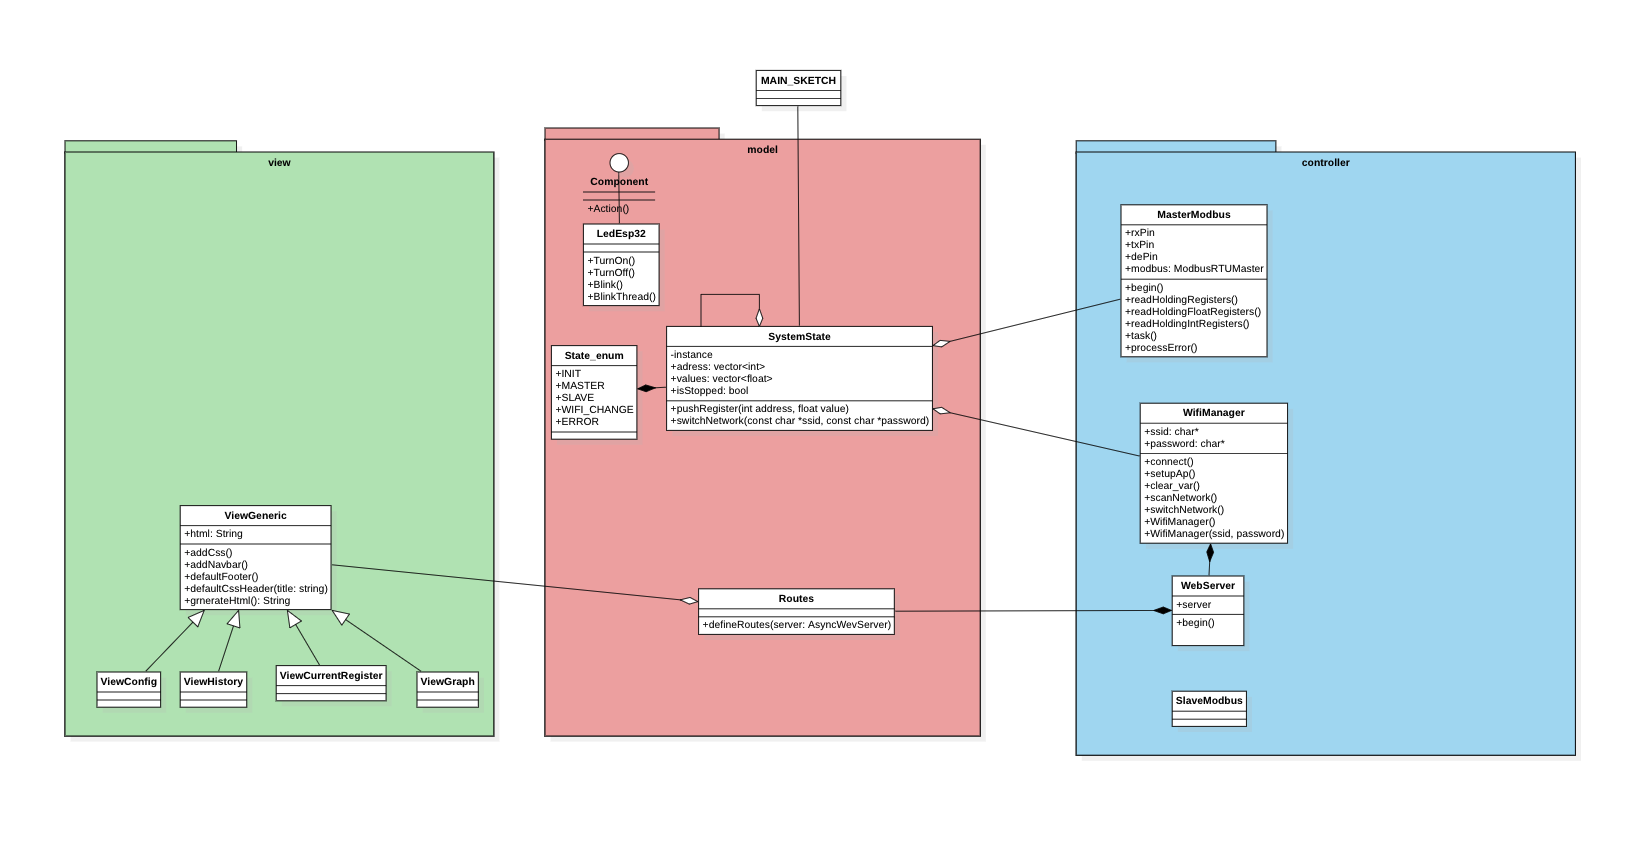 MAIN_SKETCH
view
model
controller
Component
+Action()
LedEsp32
+TurnOn()
+TurnOff()
+Blink()
+BlinkThread()
State_enum
+INIT
+MASTER
+SLAVE
+WIFI_CHANGE
+ERROR
SystemState
-instance
+adress: vector<int>
+values: vector<float>
+isStopped: bool
+pushRegister(int address, float value)
+switchNetwork(const char *ssid, const char *password)
MasterModbus
+rxPin
+txPin
+dePin
+modbus: ModbusRTUMaster
+begin()
+readHoldingRegisters()
+readHoldingFloatRegisters()
+readHoldingIntRegisters()
+task()
+processError()
WifiManager
+ssid: char*
+password: char*
+connect()
+setupAp()
+clear_var()
+scanNetwork()
+switchNetwork()
+WifiManager()
+WifiManager(ssid, password)
ViewGeneric
+html: String
+addCss()
+addNavbar()
+defaultFooter()
+defaultCssHeader(title: string)
+grnerateHtml(): String
Routes
+defineRoutes(server: AsyncWevServer)
WebServer
+server
+begin()
ViewConfig
ViewHistory
ViewCurrentRegister
ViewGraph
SlaveModbus